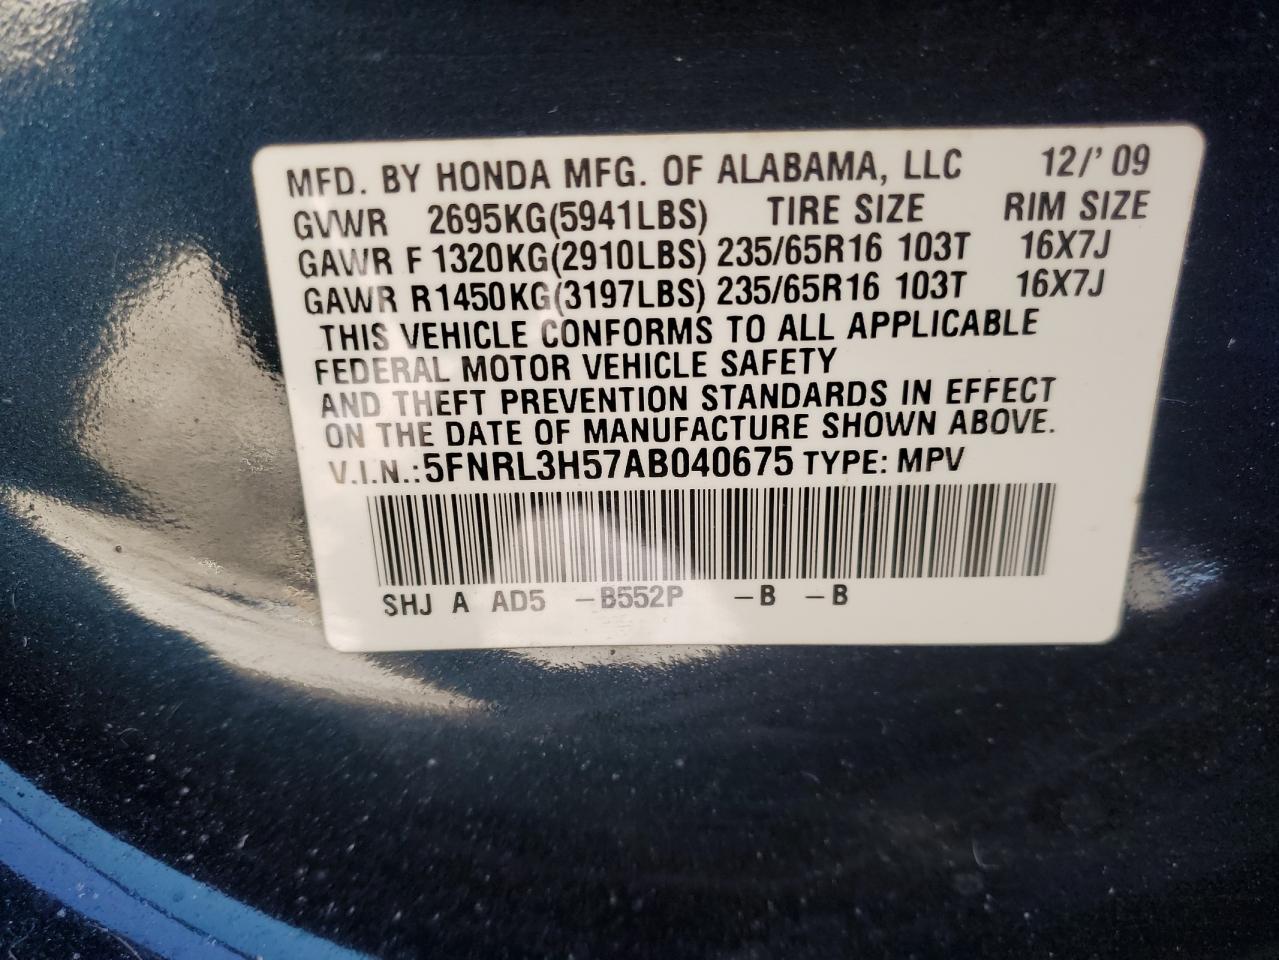 MFD. BY HONDA MFG. OF ALABAMA, LLC 12/' 09
GVWR 2695KG(5941LBS) TIRE SIZE RIM SIZE
GAWR F 1320KG(2910LBS) 235/65R16 103T 16X7J
GAWR R1450KG(3197LBS) 235/65R16 103T 16X7J
THIS VEHICLE CONFORMS TO ALL APPLICABLE
FEDERAL MOTOR VEHICLE SAFETY
AND THEFT PREVENTION STANDARDS IN EFFECT
ON THE DATE OF MANUFACTURE SHOWN ABOVE.
V.I.N.: 5FNRL3H57AB040675 TYPE: MPV
SHJ A AD5 -B552P -B -B